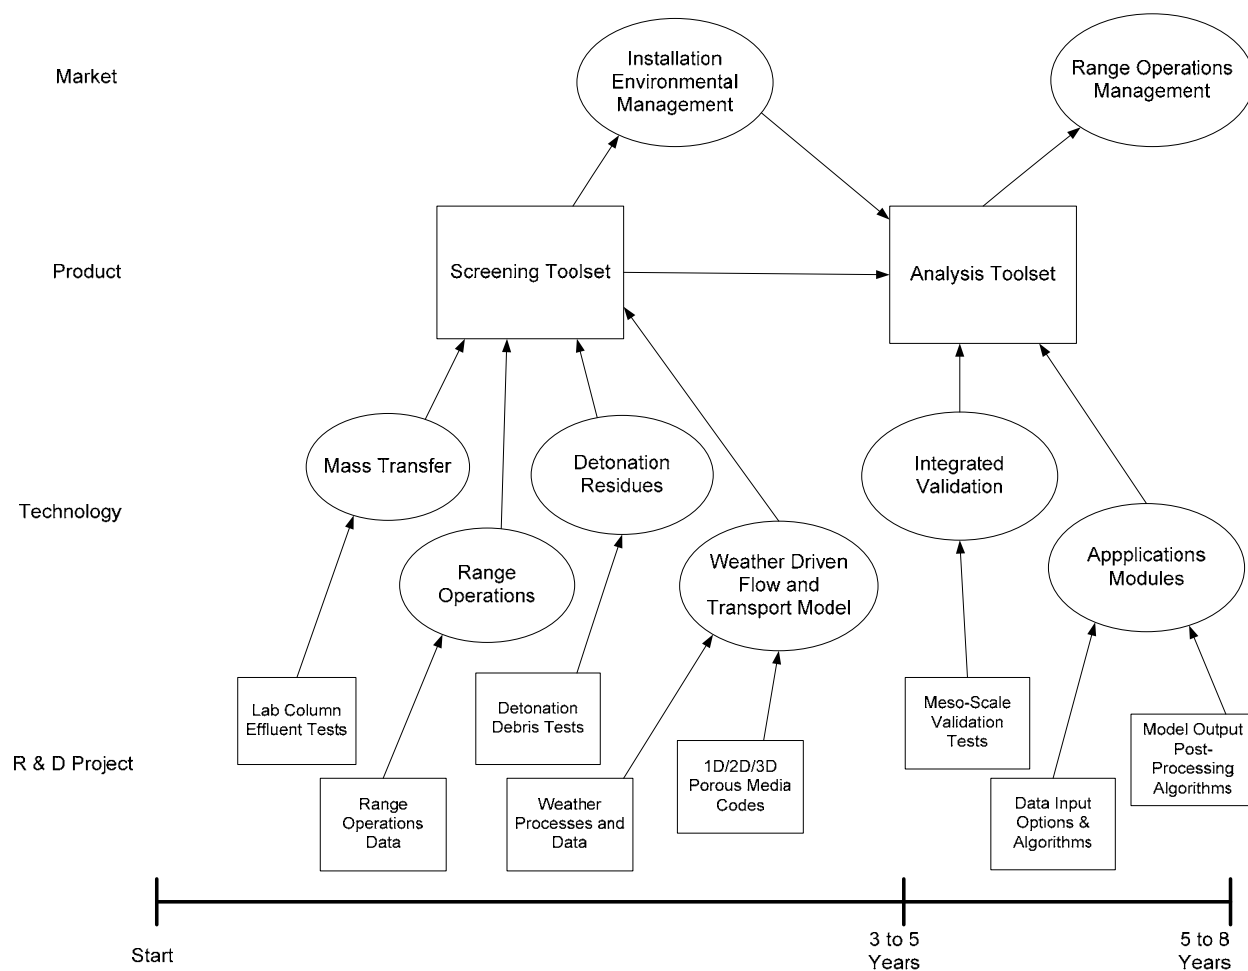 Market
Installation
Environmental
Management
Range Operations
Management
Product
Screening Toolset
Analysis Toolset
Technology
Mass Transfer
Detonation
Residues
Integrated
Validation
Range
Operations
Weather Driven
Flow and
Transport Model
Appplications
Modules
R & D Project
Lab Column
Effluent Tests
Detonation
Debris Tests
Meso-Scale
Validation
Tests
Model Output
Post-
Processing
Algorithms
1D/2D/3D
Porous Media
Codes
Range
Operations
Data
Weather
Processes and
Data
Data Input
Options &
Algorithms
Start
3 to 5
Years
5 to 8
Years